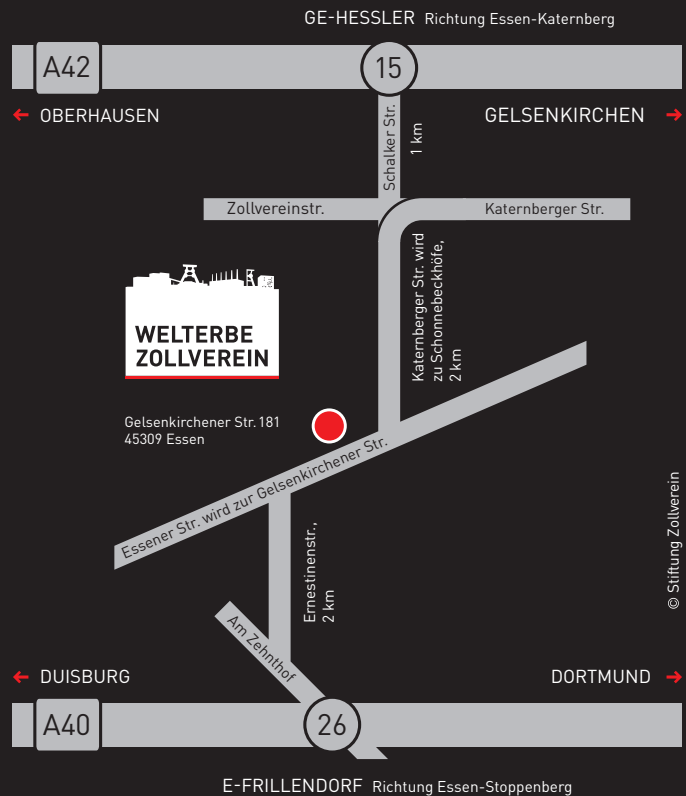 GE-HESSLER Richtung Essen-Katernberg
A42
15
← OBERHAUSEN
GELSENKIRCHEN →
Schalker Str.
1 km
Zollvereinstr.
Katernberger Str.
Katernberger Str. wird
zu Schonnebeckhöfe,
2 km
WELTERBE
ZOLLVEREIN
Gelsenkirchener Str. 181
45309 Essen
Essener Str. wird zur Gelsenkirchener Str.
Ernestinenstr.,
2 km
Am Zehnthof
© Stiftung Zollverein
← DUISBURG
DORTMUND →
A40
26
E-FRILLENDORF Richtung Essen-Stoppenberg